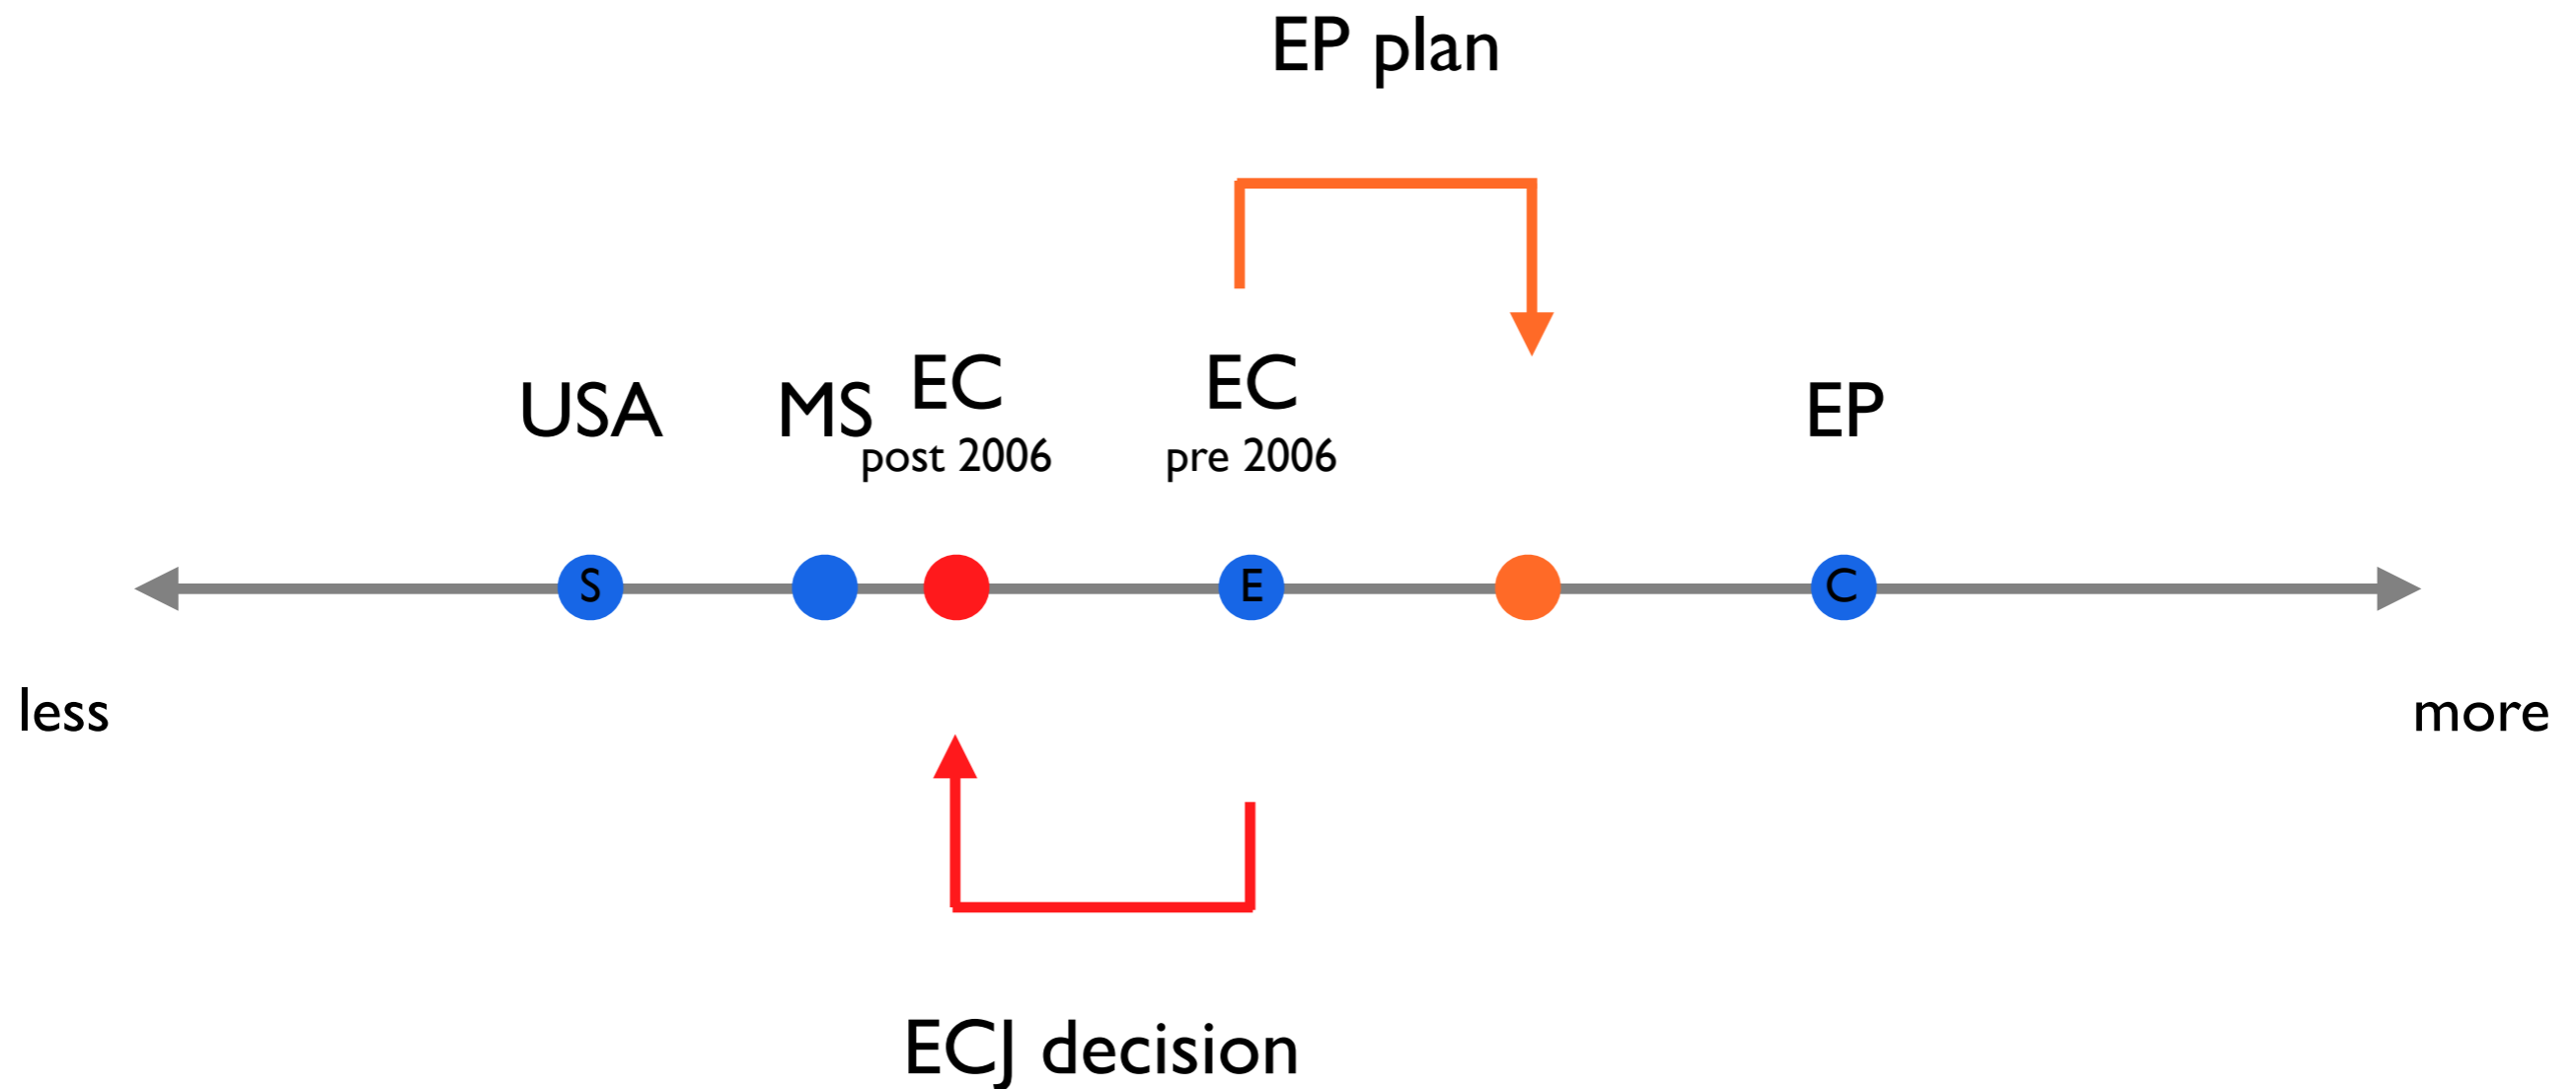 EP plan
USA MS EC EC EP
post 2006 pre 2006
S E C
less more
ECJ decision